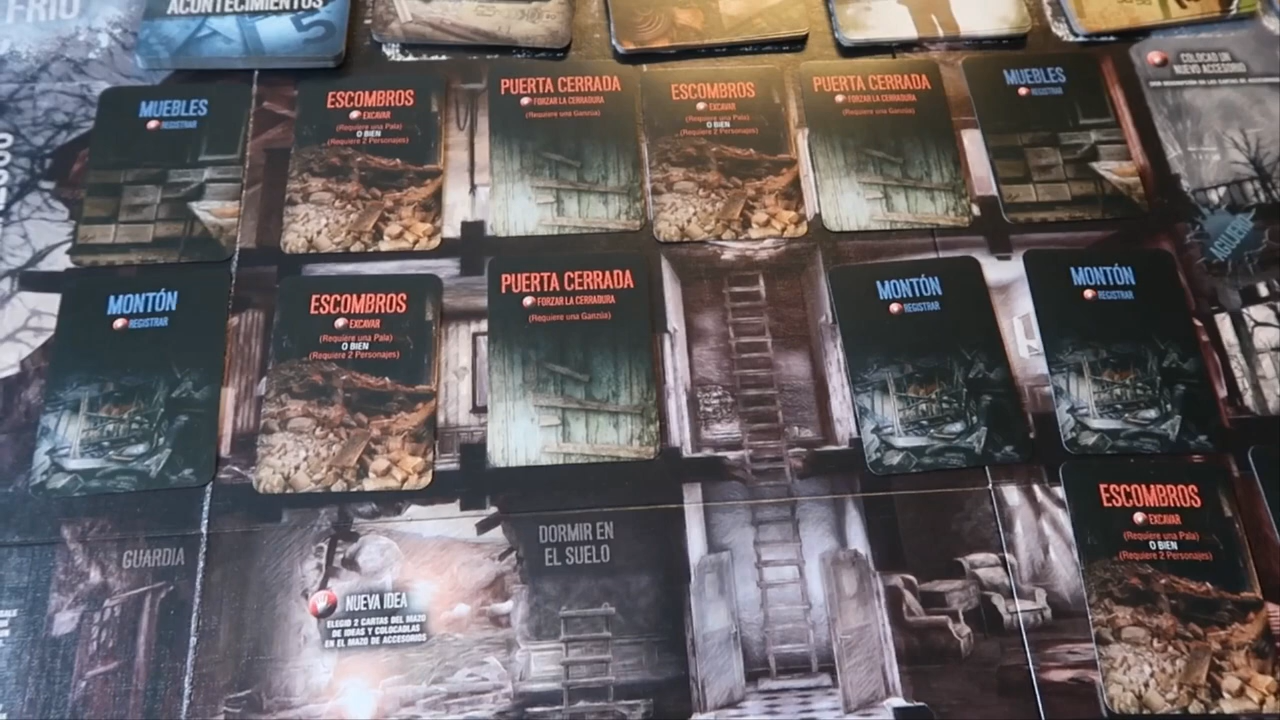 FRÍO
ACONTECIMIENTOS
MUEBLES
REGISTRAR
ESCOMBROS
EXCAVAR
(Requiere una Pala)
O BIEN
(Requiere 2 Personajes)
PUERTA CERRADA
FORZAR LA CERRADURA
(Requiere una Ganzúa)
ESCOMBROS
EXCAVAR
(Requiere una Pala)
O BIEN
(Requiere 2 Personajes)
PUERTA CERRADA
FORZAR LA CERRADURA
(Requiere una Ganzúa)
MUEBLES
REGISTRAR
COLOCAD UN
NUEVO ACCESORIO
AGUJERO
MONTÓN
REGISTRAR
ESCOMBROS
EXCAVAR
(Requiere una Pala)
O BIEN
(Requiere 2 Personajes)
PUERTA CERRADA
FORZAR LA CERRADURA
(Requiere una Ganzúa)
MONTÓN
REGISTRAR
MONTÓN
REGISTRAR
GUARDIA
NUEVA IDEA
ELEGID 2 CARTAS DEL MAZO
DE IDEAS Y COLOCADLAS
EN EL MAZO DE ACCESORIOS
DORMIR EN
EL SUELO
ESCOMBROS
EXCAVAR
(Requiere una Pala)
O BIEN
(Requiere 2 Personajes)